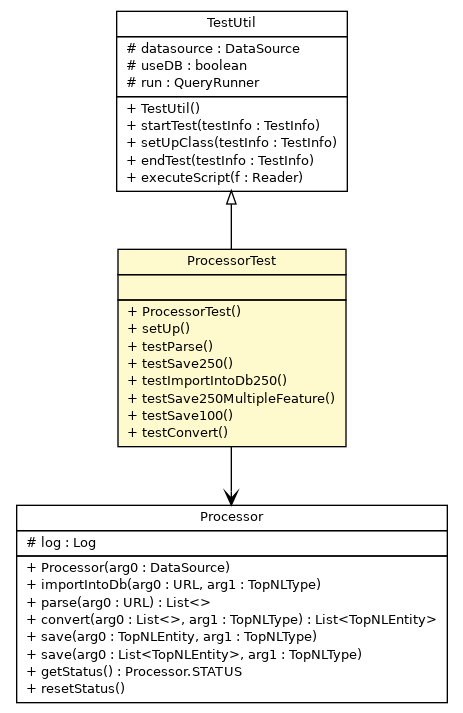 TestUtil
# datasource : DataSource
# useDB : boolean
# run : QueryRunner
+ TestUtil()
+ startTest(testInfo : TestInfo)
+ setUpClass(testInfo : TestInfo)
+ endTest(testInfo : TestInfo)
+ executeScript(f : Reader)
ProcessorTest
+ ProcessorTest()
+ setUp()
+ testParse()
+ testSave250()
+ testImportIntoDb250()
+ testSave250MultipleFeature()
+ testSave100()
+ testConvert()
Processor
# log : Log
+ Processor(arg0 : DataSource)
+ importIntoDb(arg0 : URL, arg1 : TopNLType)
+ parse(arg0 : URL) : List<>
+ convert(arg0 : List<>, arg1 : TopNLType) : List<TopNLEntity>
+ save(arg0 : TopNLEntity, arg1 : TopNLType)
+ save(arg0 : List<TopNLEntity>, arg1 : TopNLType)
+ getStatus() : Processor.STATUS
+ resetStatus()